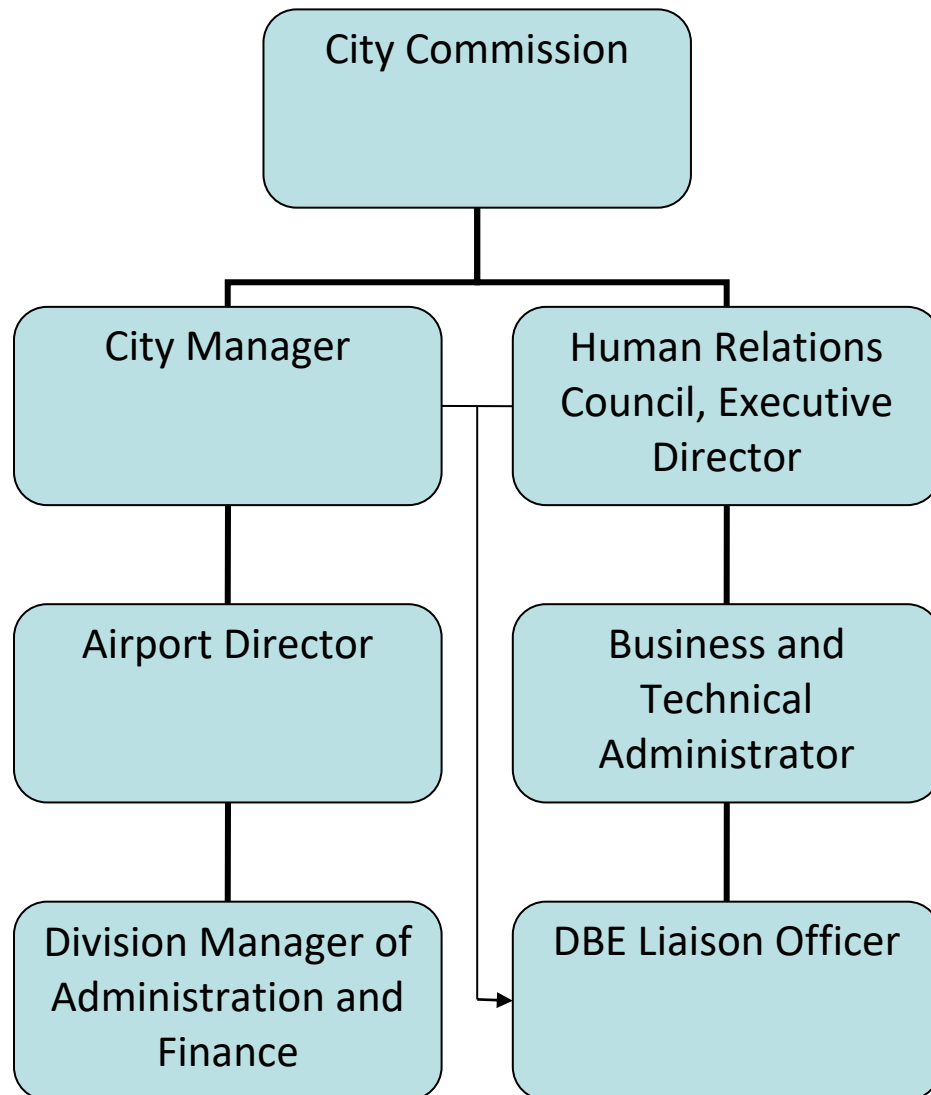 City Commission
City Manager
Human Relations
Council, Executive
Director
Airport Director
Business and
Technical
Administrator
Division Manager of
Administration and
Finance
DBE Liaison Officer